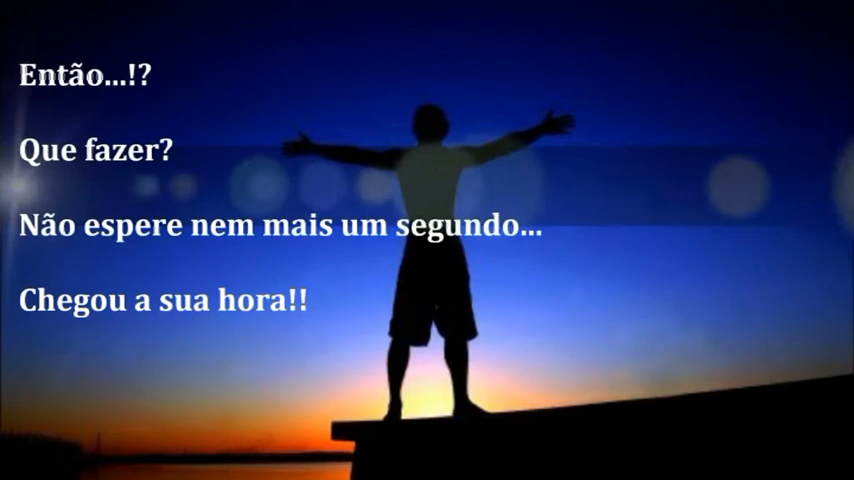 Então...!?
Que fazer?
Não espere nem mais um segundo...
Chegou a sua hora!!